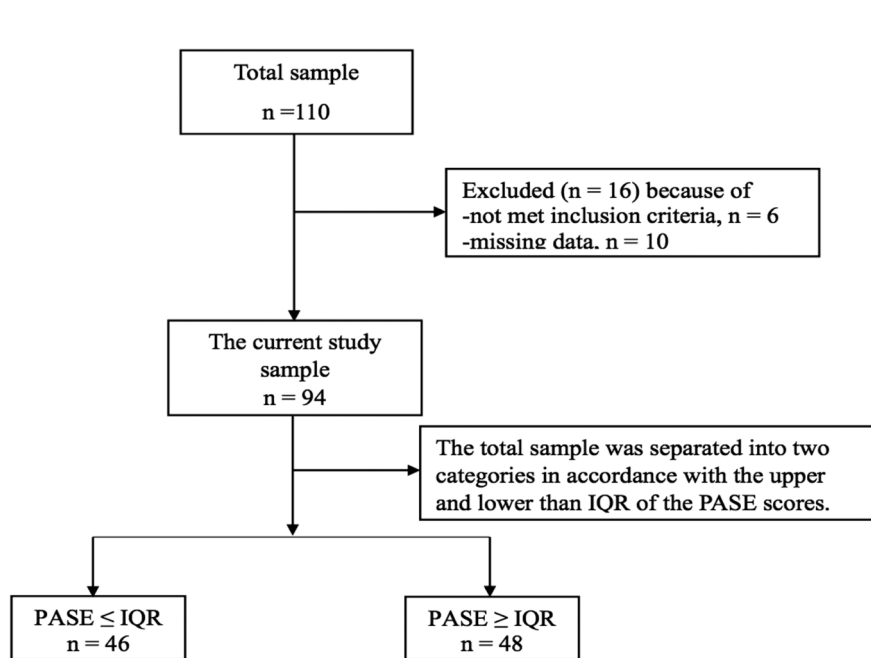 Total sample
n =110
Excluded (n = 16) because of
-not met inclusion criteria, n = 6
-missing data. n = 10
The current study
sample
n = 94
The total sample was separated into two
categories in accordance with the upper
and lower than IQR of the PASE scores.
PASE ≤ IQR
n = 46
PASE ≥ IQR
n = 48